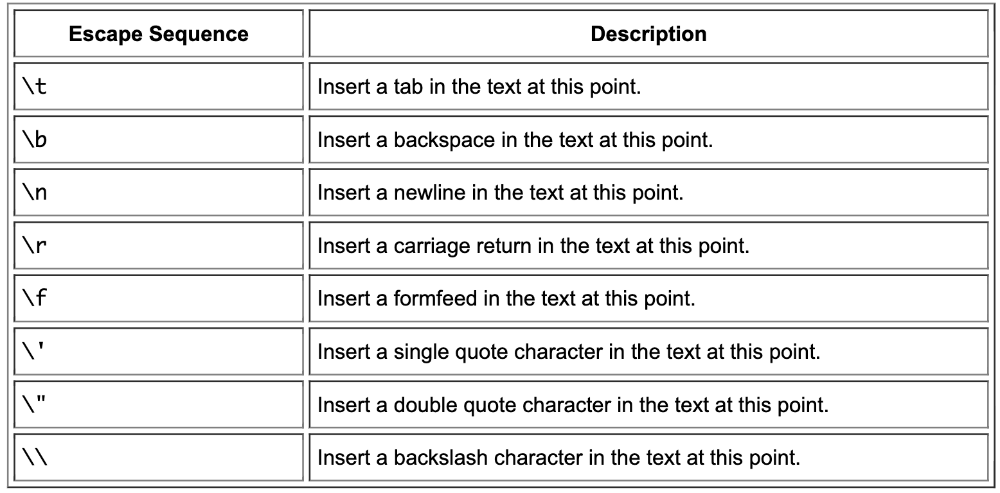 Escape Sequence Description
\t Insert a tab in the text at this point.
\b Insert a backspace in the text at this point.
\n Insert a newline in the text at this point.
\r Insert a carriage return in the text at this point.
\f Insert a formfeed in the text at this point.
\' Insert a single quote character in the text at this point.
\" Insert a double quote character in the text at this point.
\\ Insert a backslash character in the text at this point.